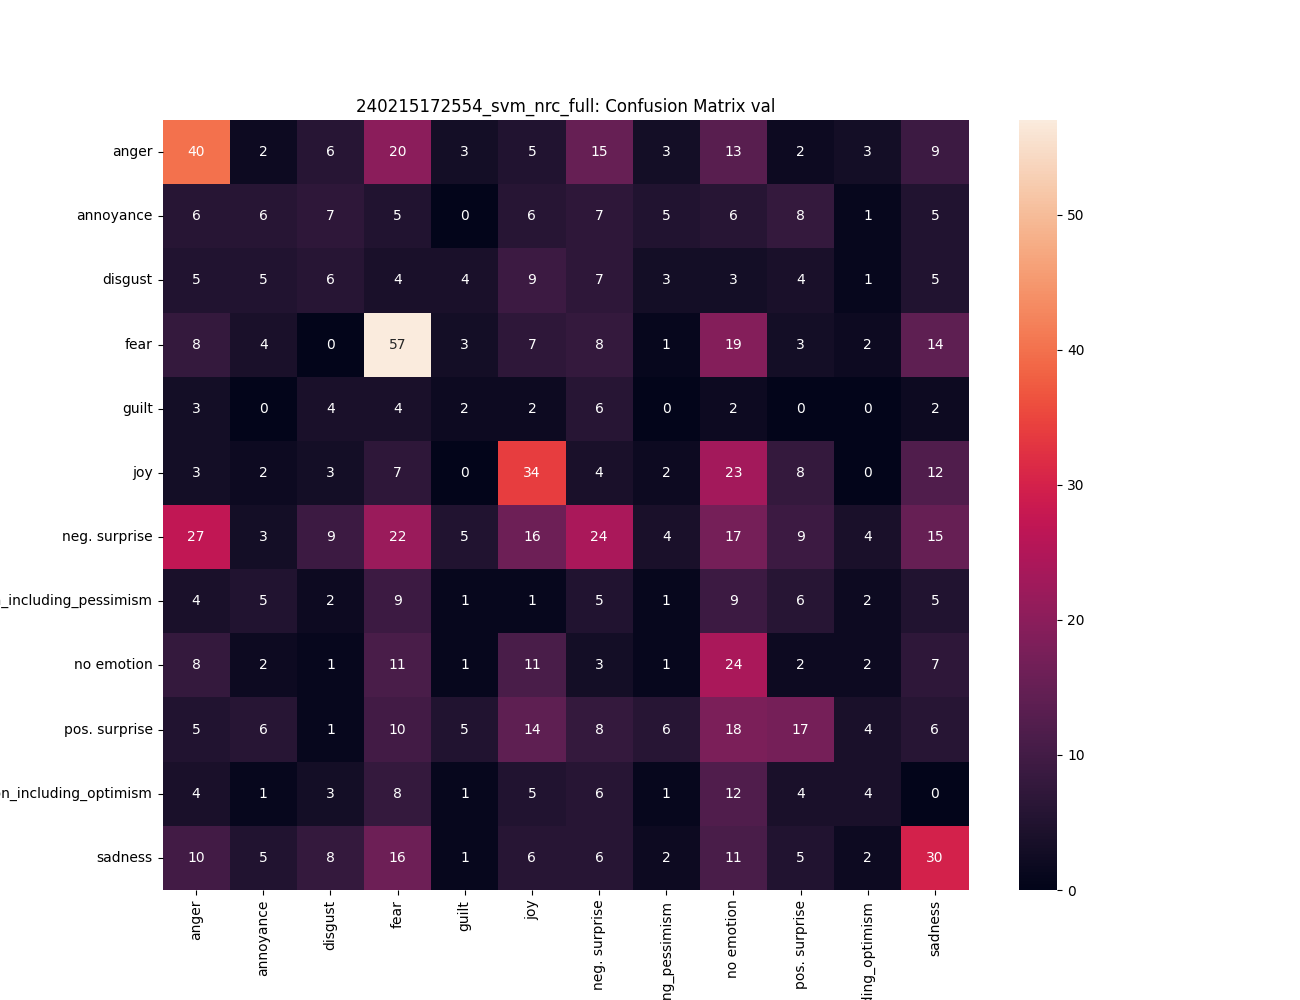 240215172554_svm_nrc_full: Confusion Matrix val
anger 40 2 6 20 3 5 15 3 13 2 3 9
annoyance 6 6 7 5 0 6 7 5 6 8 1 5
disgust 5 5 6 4 4 9 7 3 3 4 1 5
fear 8 4 0 57 3 7 8 1 19 3 2 14
guilt 3 0 4 4 2 2 6 0 2 0 0 2
joy 3 2 3 7 0 34 4 2 23 8 0 12
neg. surprise 27 3 9 22 5 16 24 4 17 9 4 15
_including_pessimism 4 5 2 9 1 1 5 1 9 6 2 5
no emotion 8 2 1 11 1 11 3 1 24 2 2 7
pos. surprise 5 6 1 10 5 14 8 6 18 17 4 6
n_including_optimism 4 1 3 8 1 5 6 1 12 4 4 0
sadness 10 5 8 16 1 6 6 2 11 5 2 30
anger
annoyance
disgust
fear
guilt
joy
neg. surprise
ng_pessimism
no emotion
pos. surprise
ding_optimism
sadness
50
40
30
20
10
0